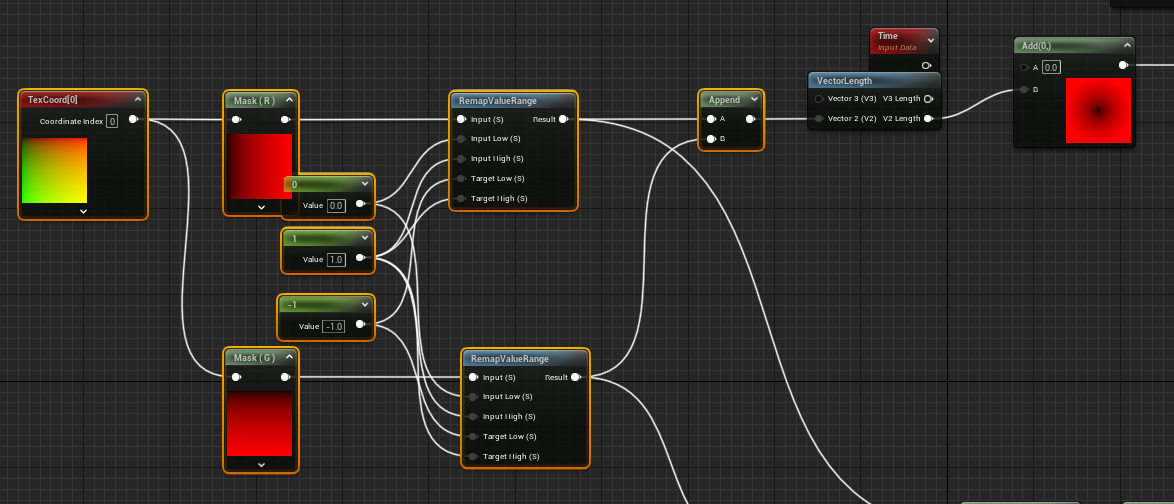 TexCoord[0]
Coordinate Index 0
Mask ( R )
0
Value 0.0
1
Value 1.0
-1
Value -1.0
Mask ( G )
RemapValueRange
Input (S) Result
Input Low (S)
Input High (S)
Target Low (S)
Target High (S)
RemapValueRange
Input (S) Result
Input Low (S)
Input High (S)
Target Low (S)
Target High (S)
Append
A
B
Time
Input Data
VectorLength
Vector 3 (V3) V3 Length
Vector 2 (V2) V2 Length
Add(0,)
A 0.0
B